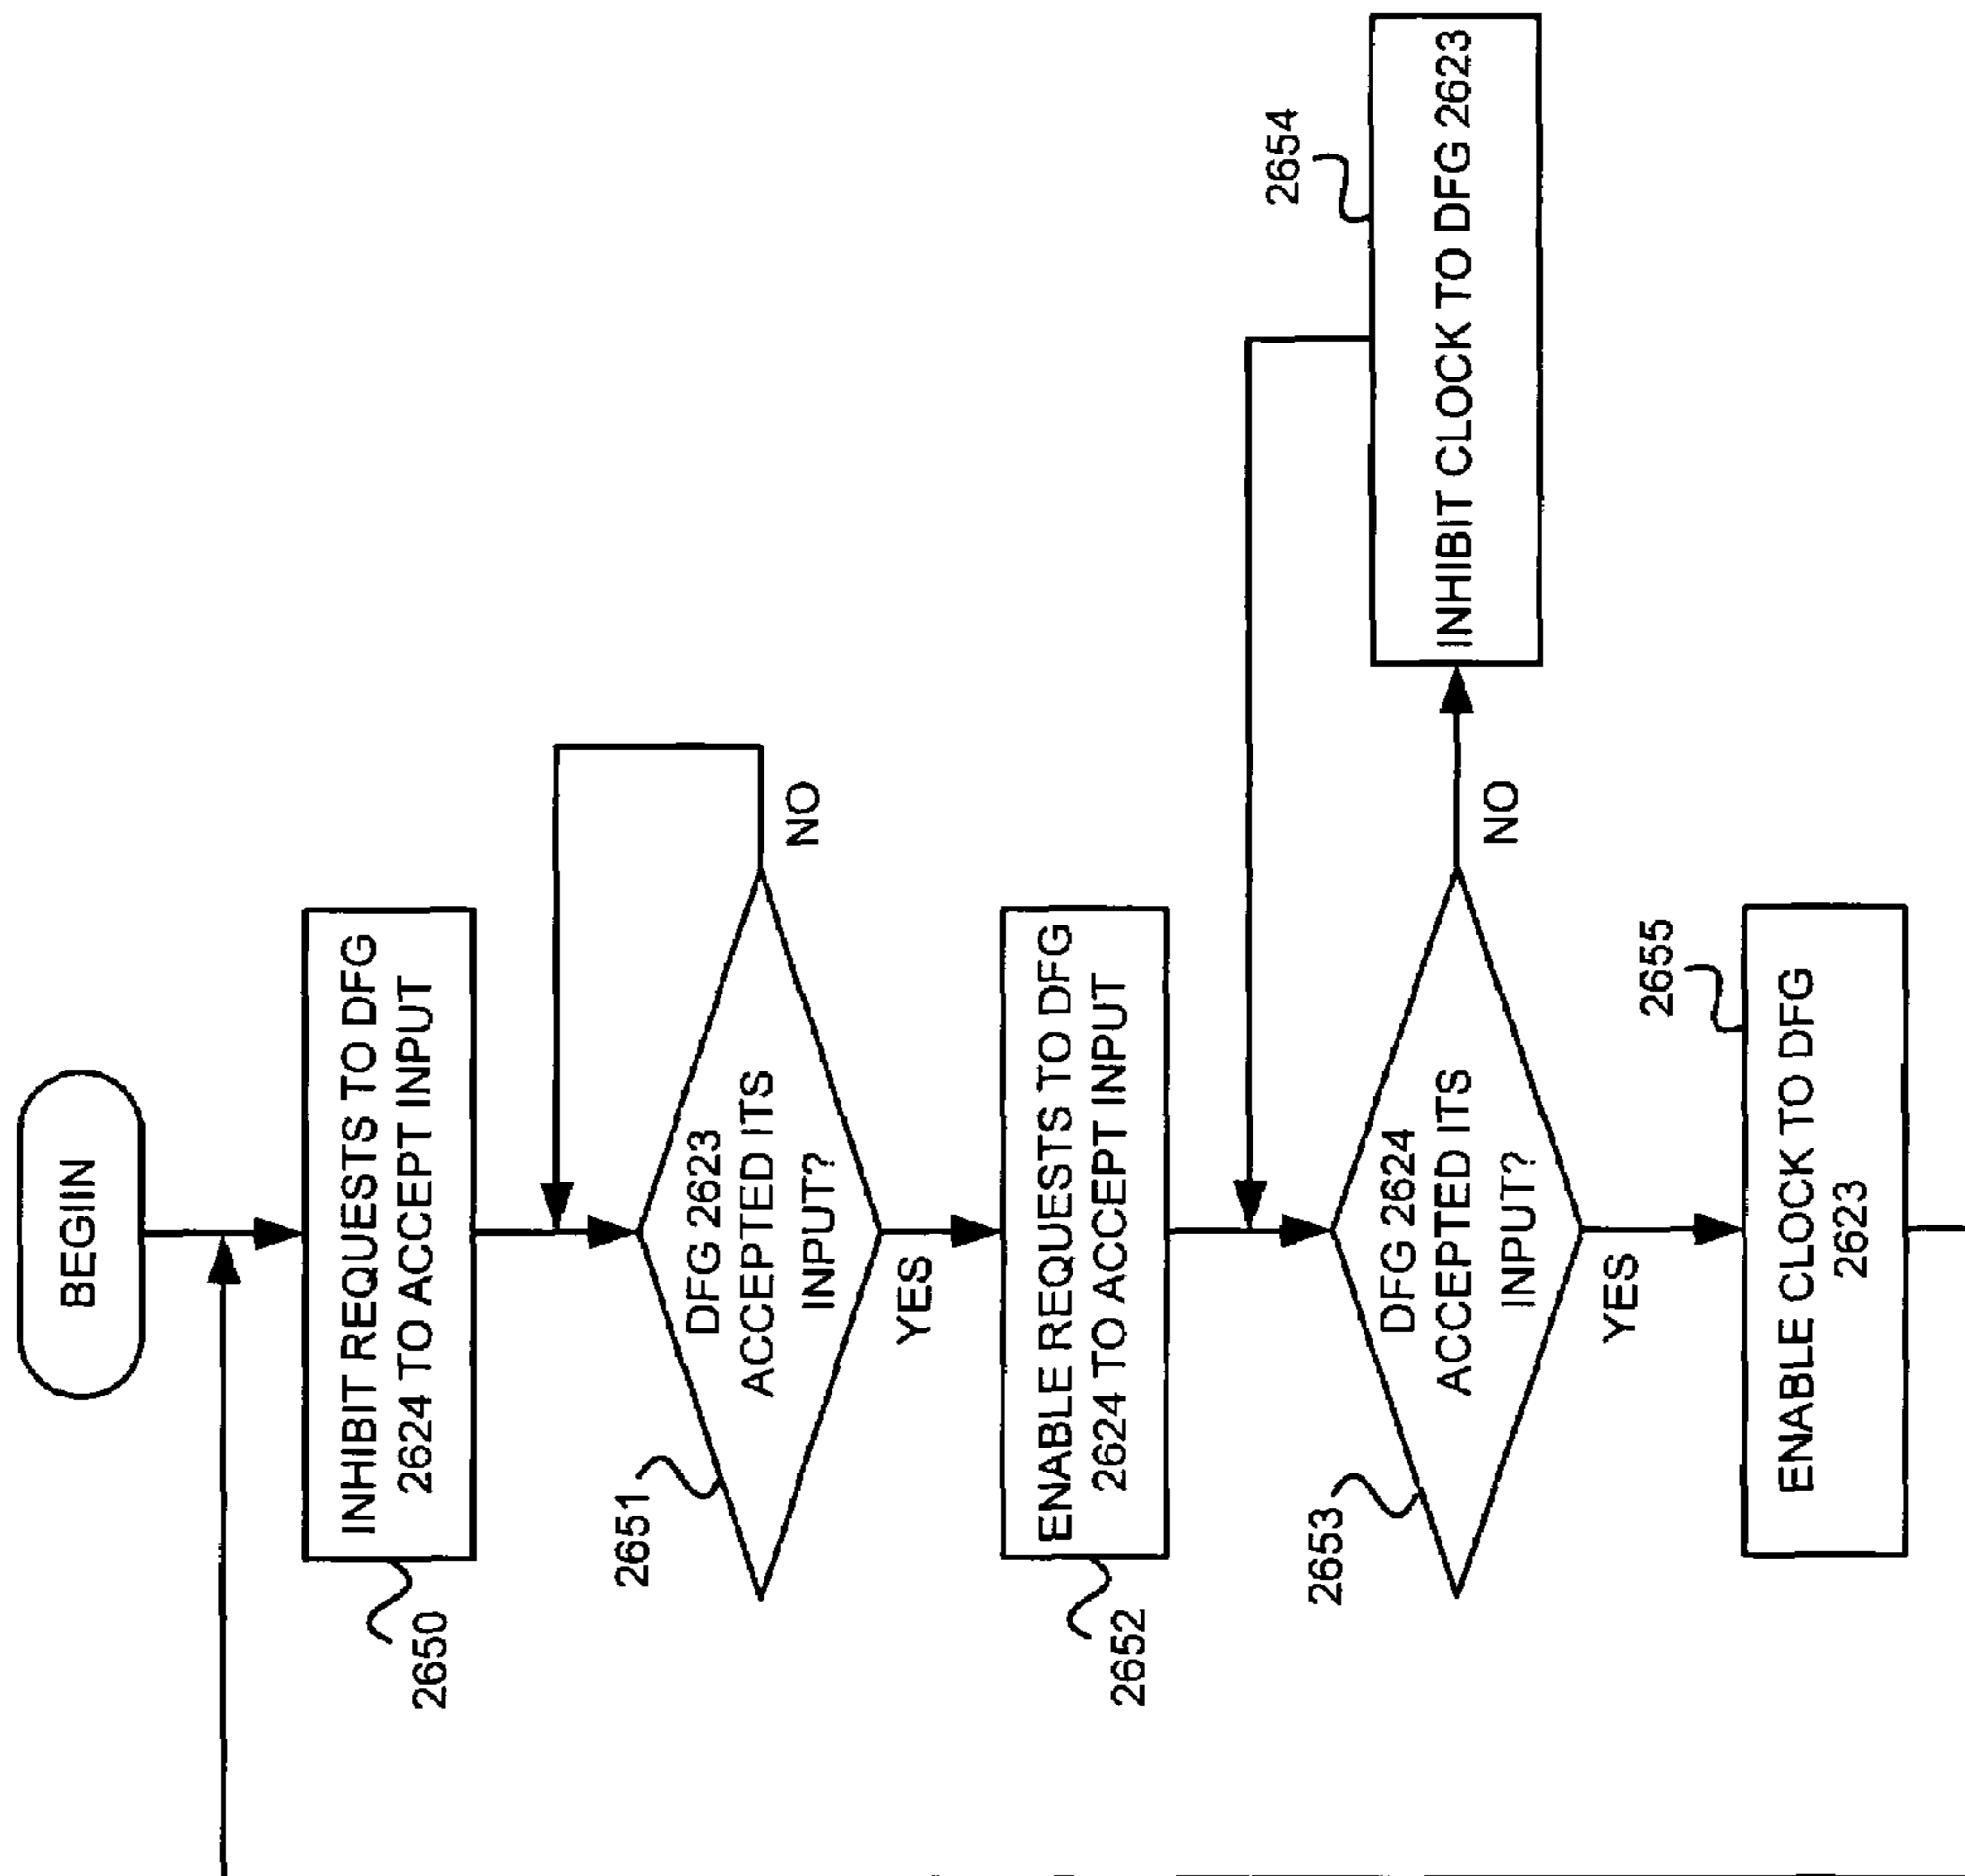 BEGIN
INHIBIT REQUESTS TO DFG
2624 TO ACCEPT INPUT
2650
DFG 2623
ACCEPTED ITS
INPUT?
2651
NO
YES
ENABLE REQUESTS TO DFG
2624 TO ACCEPT INPUT
2652
DFG 2624
ACCEPTED ITS
INPUT?
2653
NO
INHIBIT CLOCK TO DFG 2623
2654
YES
ENABLE CLOCK TO DFG
2623
2655